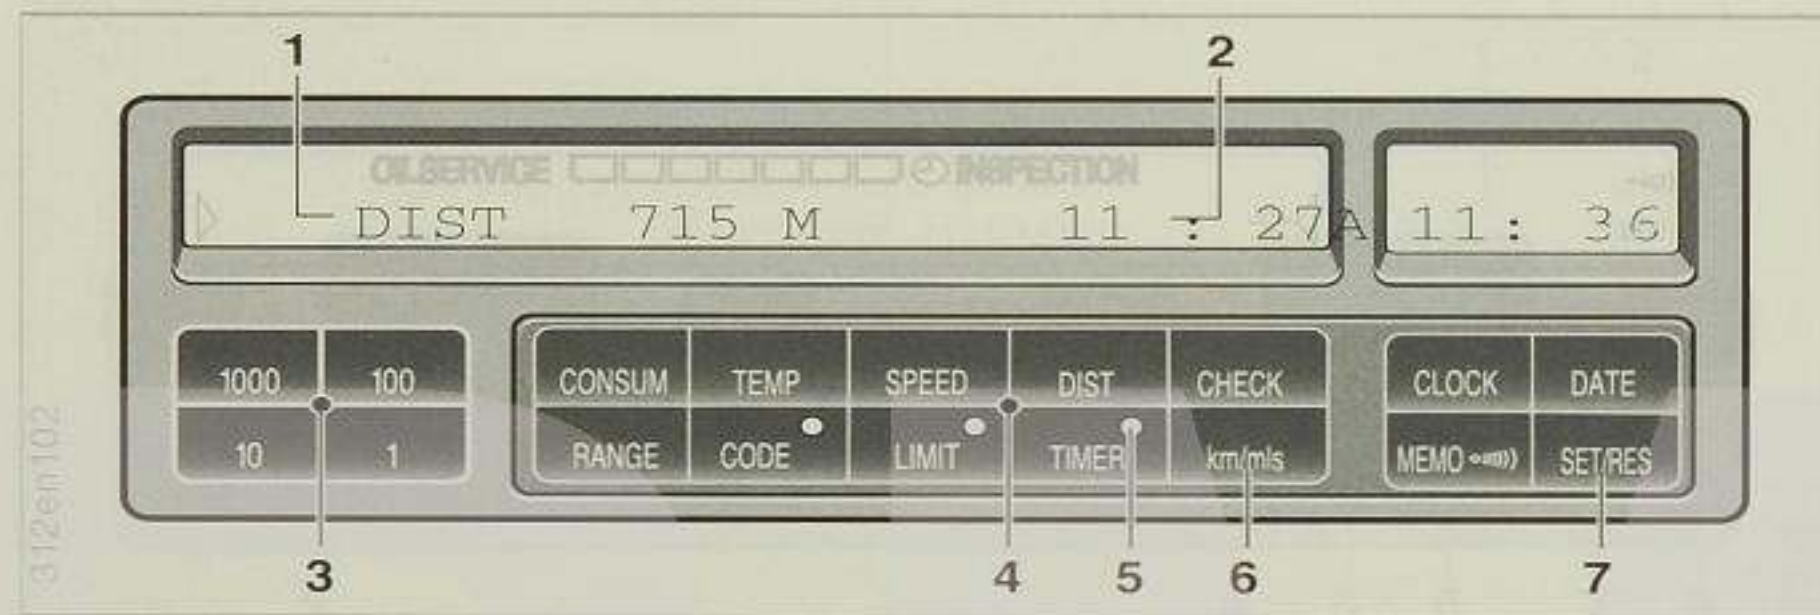 1 2
OILSERVICE INSPECTION
DIST 715 M 11 : 27A 11: 36
1000 100 CONSUM TEMP SPEED DIST CHECK CLOCK DATE
10 1 RANGE CODE LIMIT TIMER km/mls MEMO SET/RES
312en102
3 4 5 6 7